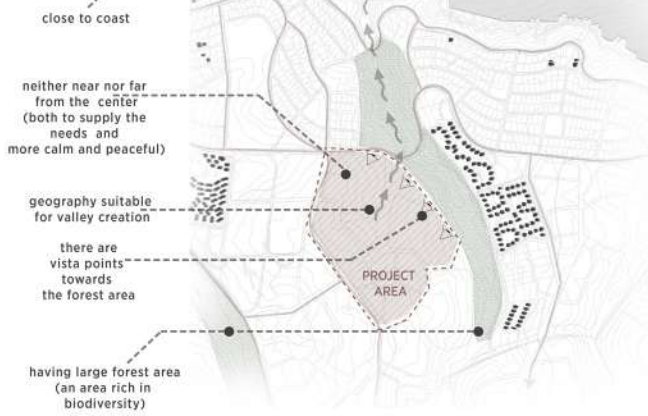 close to coast
neither near nor far
from the center
(both to supply the
needs and
more calm and peaceful)
geography suitable
for valley creation
there are
vista points
towards
the forest area
PROJECT
AREA
having large forest area
(an area rich in
biodiversity)